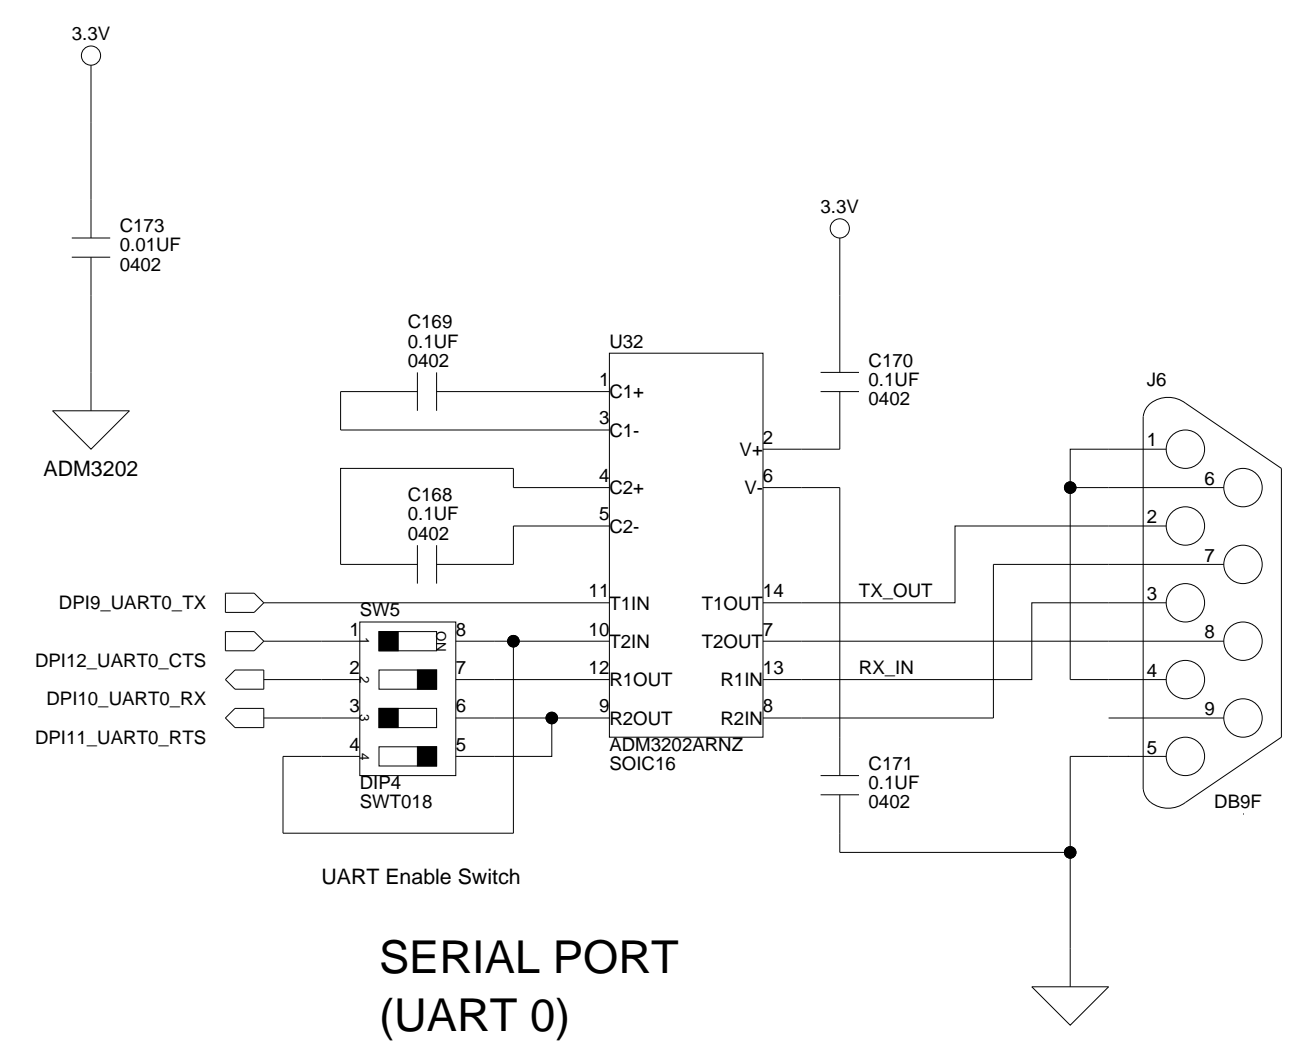 3.3V
C173
0.01UF
0402
ADM3202
3.3V
C169
0.1UF
0402
C168
0.1UF
0402
U32
1
C1+
3
C1-
4
C2+
5
C2-
11
T1IN
10
T2IN
12
R1OUT
9
R2OUT
2
V+
6
V-
14
T1OUT
7
T2OUT
13
R1IN
8
R2IN
ADM3202ARNZ
SOIC16
C170
0.1UF
0402
TX_OUT
RX_IN
C171
0.1UF
0402
J6
1
6
2
7
3
8
4
9
5
DB9F
DPI9_UART0_TX
DPI12_UART0_CTS
DPI10_UART0_RX
DPI11_UART0_RTS
SW5
1
1
ON
8
2
2
7
3
3
6
4
4
5
DIP4
SWT018
UART Enable Switch
SERIAL PORT
(UART 0)